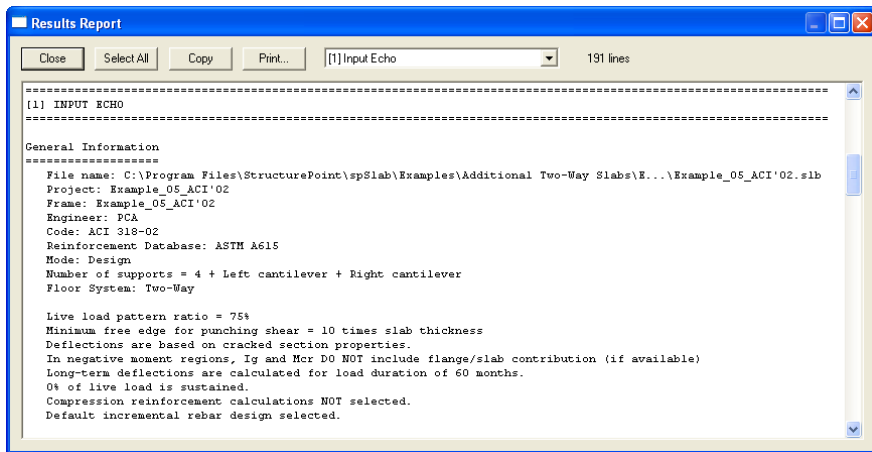 Results Report
Close Select All Copy Print... [1] Input Echo 191 lines
==================================================================================================================
[1] INPUT ECHO
==================================================================================================================
General Information
===================
File name: C:\Program Files\StructurePoint\spSlab\Examples\Additional Two-Way Slabs\E...\Example_05_ACI'02.slb
Project: Example_05_ACI'02
Frame: Example_05_ACI'02
Engineer: PCA
Code: ACI 318-02
Reinforcement Database: ASTM A615
Mode: Design
Number of supports = 4 + Left cantilever + Right cantilever
Floor System: Two-Way
Live load pattern ratio = 75%
Minimum free edge for punching shear = 10 times slab thickness
Deflections are based on cracked section properties.
In negative moment regions, Ig and Mcr DO NOT include flange/slab contribution (if available)
Long-term deflections are calculated for load duration of 60 months.
0% of live load is sustained.
Compression reinforcement calculations NOT selected.
Default incremental rebar design selected.